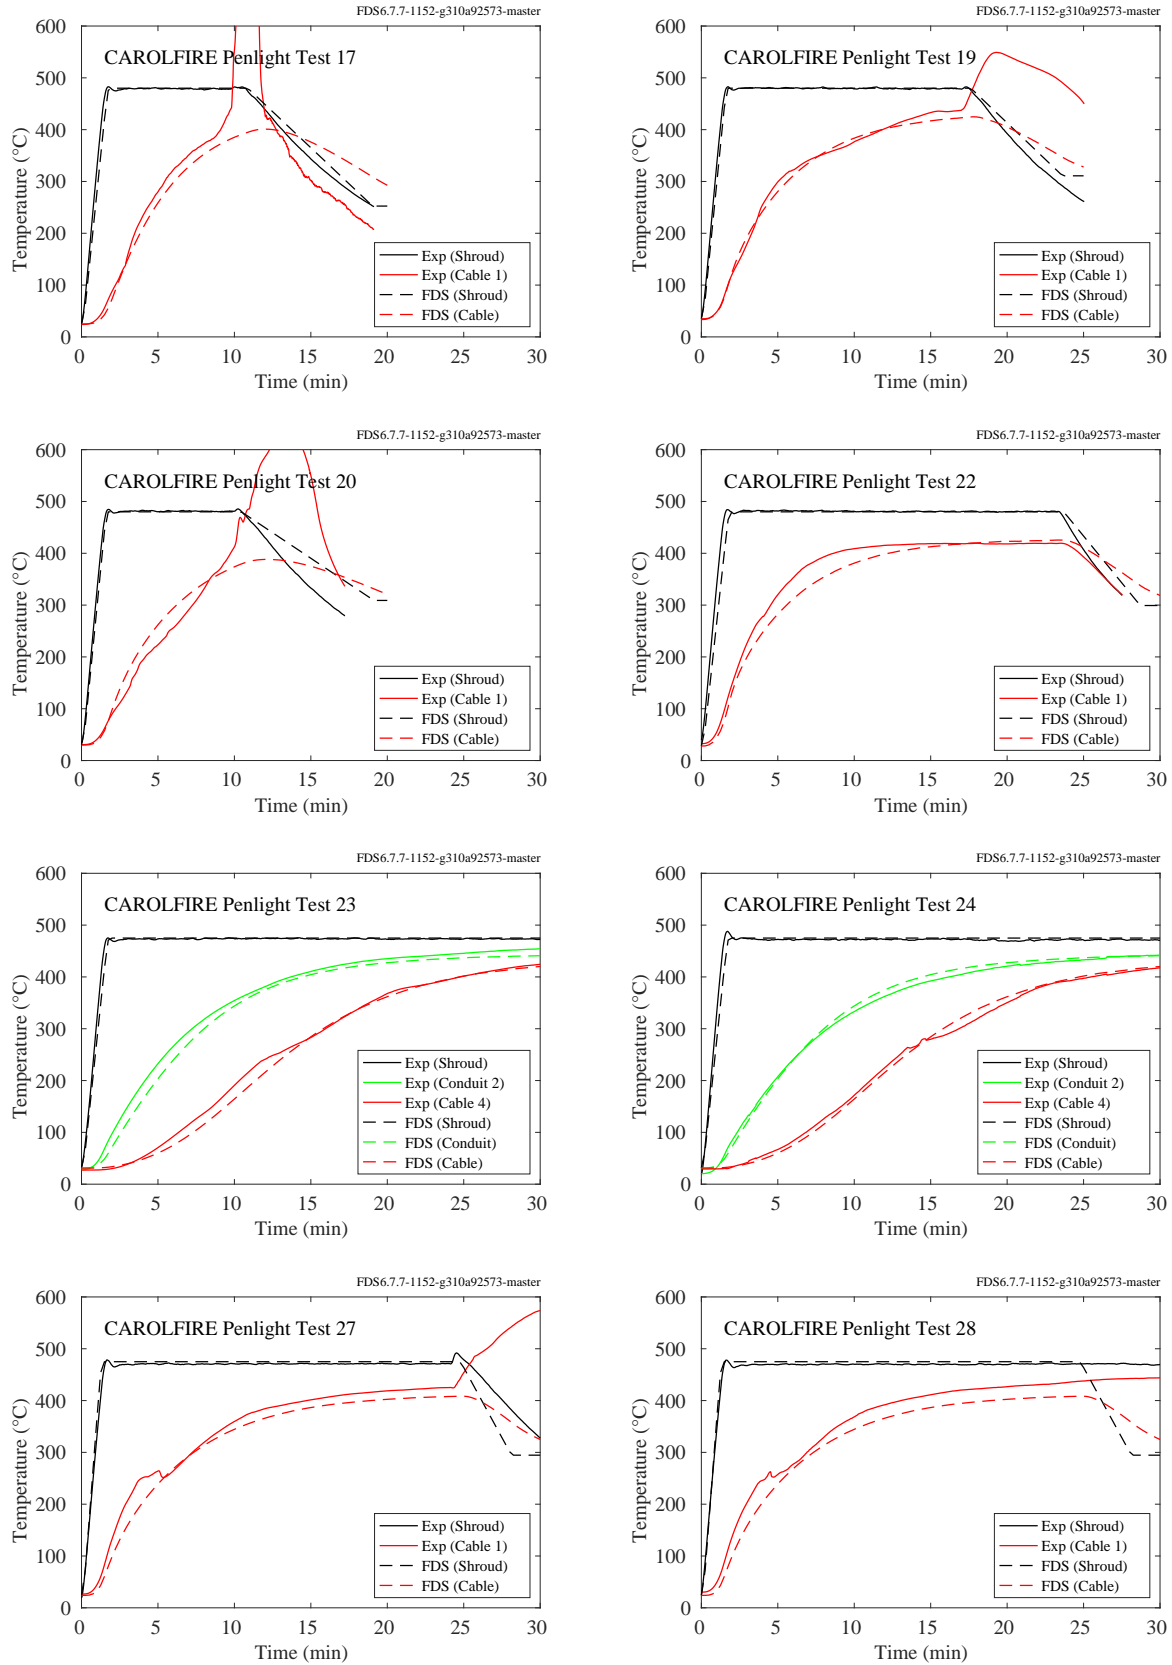 FDS6.7.7-1152-g310a92573-master
CAROLFIRE Penlight Test 17
Temperature (°C)
600
500
400
300
200
100
0
0 5 10 15 20 25 30
Time (min)
Exp (Shroud)
Exp (Cable 1)
FDS (Shroud)
FDS (Cable)
FDS6.7.7-1152-g310a92573-master
CAROLFIRE Penlight Test 19
Temperature (°C)
600
500
400
300
200
100
0
0 5 10 15 20 25 30
Time (min)
Exp (Shroud)
Exp (Cable 1)
FDS (Shroud)
FDS (Cable)
FDS6.7.7-1152-g310a92573-master
CAROLFIRE Penlight Test 20
Temperature (°C)
600
500
400
300
200
100
0
0 5 10 15 20 25 30
Time (min)
Exp (Shroud)
Exp (Cable 1)
FDS (Shroud)
FDS (Cable)
FDS6.7.7-1152-g310a92573-master
CAROLFIRE Penlight Test 22
Temperature (°C)
600
500
400
300
200
100
0
0 5 10 15 20 25 30
Time (min)
Exp (Shroud)
Exp (Cable 1)
FDS (Shroud)
FDS (Cable)
FDS6.7.7-1152-g310a92573-master
CAROLFIRE Penlight Test 23
Temperature (°C)
600
500
400
300
200
100
0
0 5 10 15 20 25 30
Time (min)
Exp (Shroud)
Exp (Conduit 2)
Exp (Cable 4)
FDS (Shroud)
FDS (Conduit)
FDS (Cable)
FDS6.7.7-1152-g310a92573-master
CAROLFIRE Penlight Test 24
Temperature (°C)
600
500
400
300
200
100
0
0 5 10 15 20 25 30
Time (min)
Exp (Shroud)
Exp (Conduit 2)
Exp (Cable 4)
FDS (Shroud)
FDS (Conduit)
FDS (Cable)
FDS6.7.7-1152-g310a92573-master
CAROLFIRE Penlight Test 27
Temperature (°C)
600
500
400
300
200
100
0
0 5 10 15 20 25 30
Time (min)
Exp (Shroud)
Exp (Cable 1)
FDS (Shroud)
FDS (Cable)
FDS6.7.7-1152-g310a92573-master
CAROLFIRE Penlight Test 28
Temperature (°C)
600
500
400
300
200
100
0
0 5 10 15 20 25 30
Time (min)
Exp (Shroud)
Exp (Cable 1)
FDS (Shroud)
FDS (Cable)